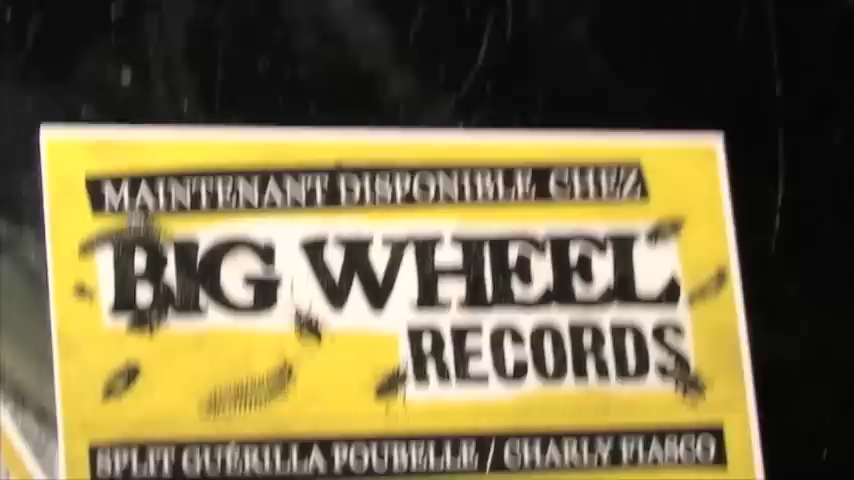 MAINTENANT DISPONIBLE CHEZ
BIG WHEEL
RECORDS
SPLIT GUÉRILLA POUBELLE / CHARLY FIASCO